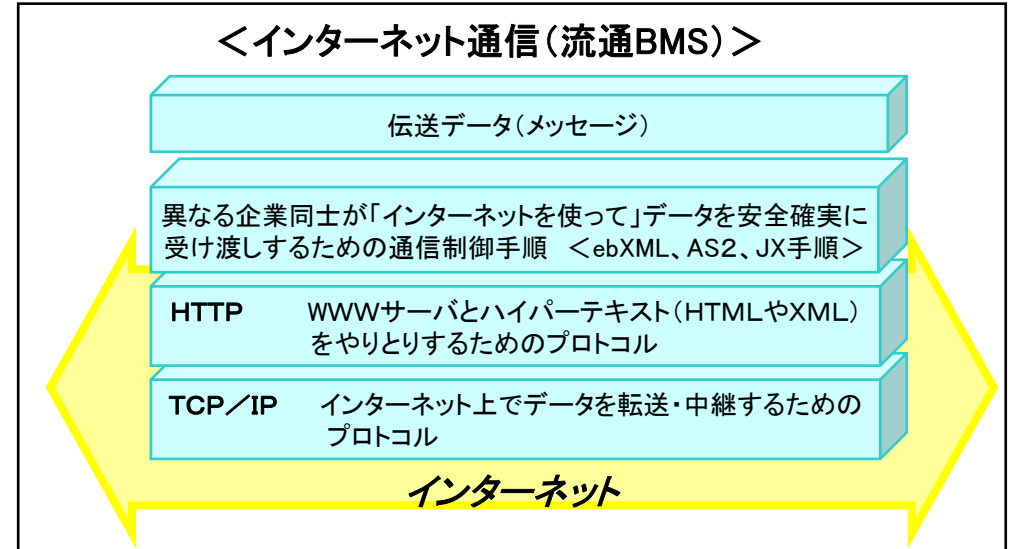 ＜インターネット通信（流通BMS）＞
伝送データ（メッセージ）
異なる企業同士が「インターネットを使って」データを安全確実に
受け渡しするための通信制御手順　＜ebXML、AS２、JX手順＞
HTTP　WWWサーバとハイパーテキスト（HTMLやXML）
をやりとりするためのプロトコル
TCP／IP　インターネット上でデータを転送・中継するための
プロトコル
インターネット